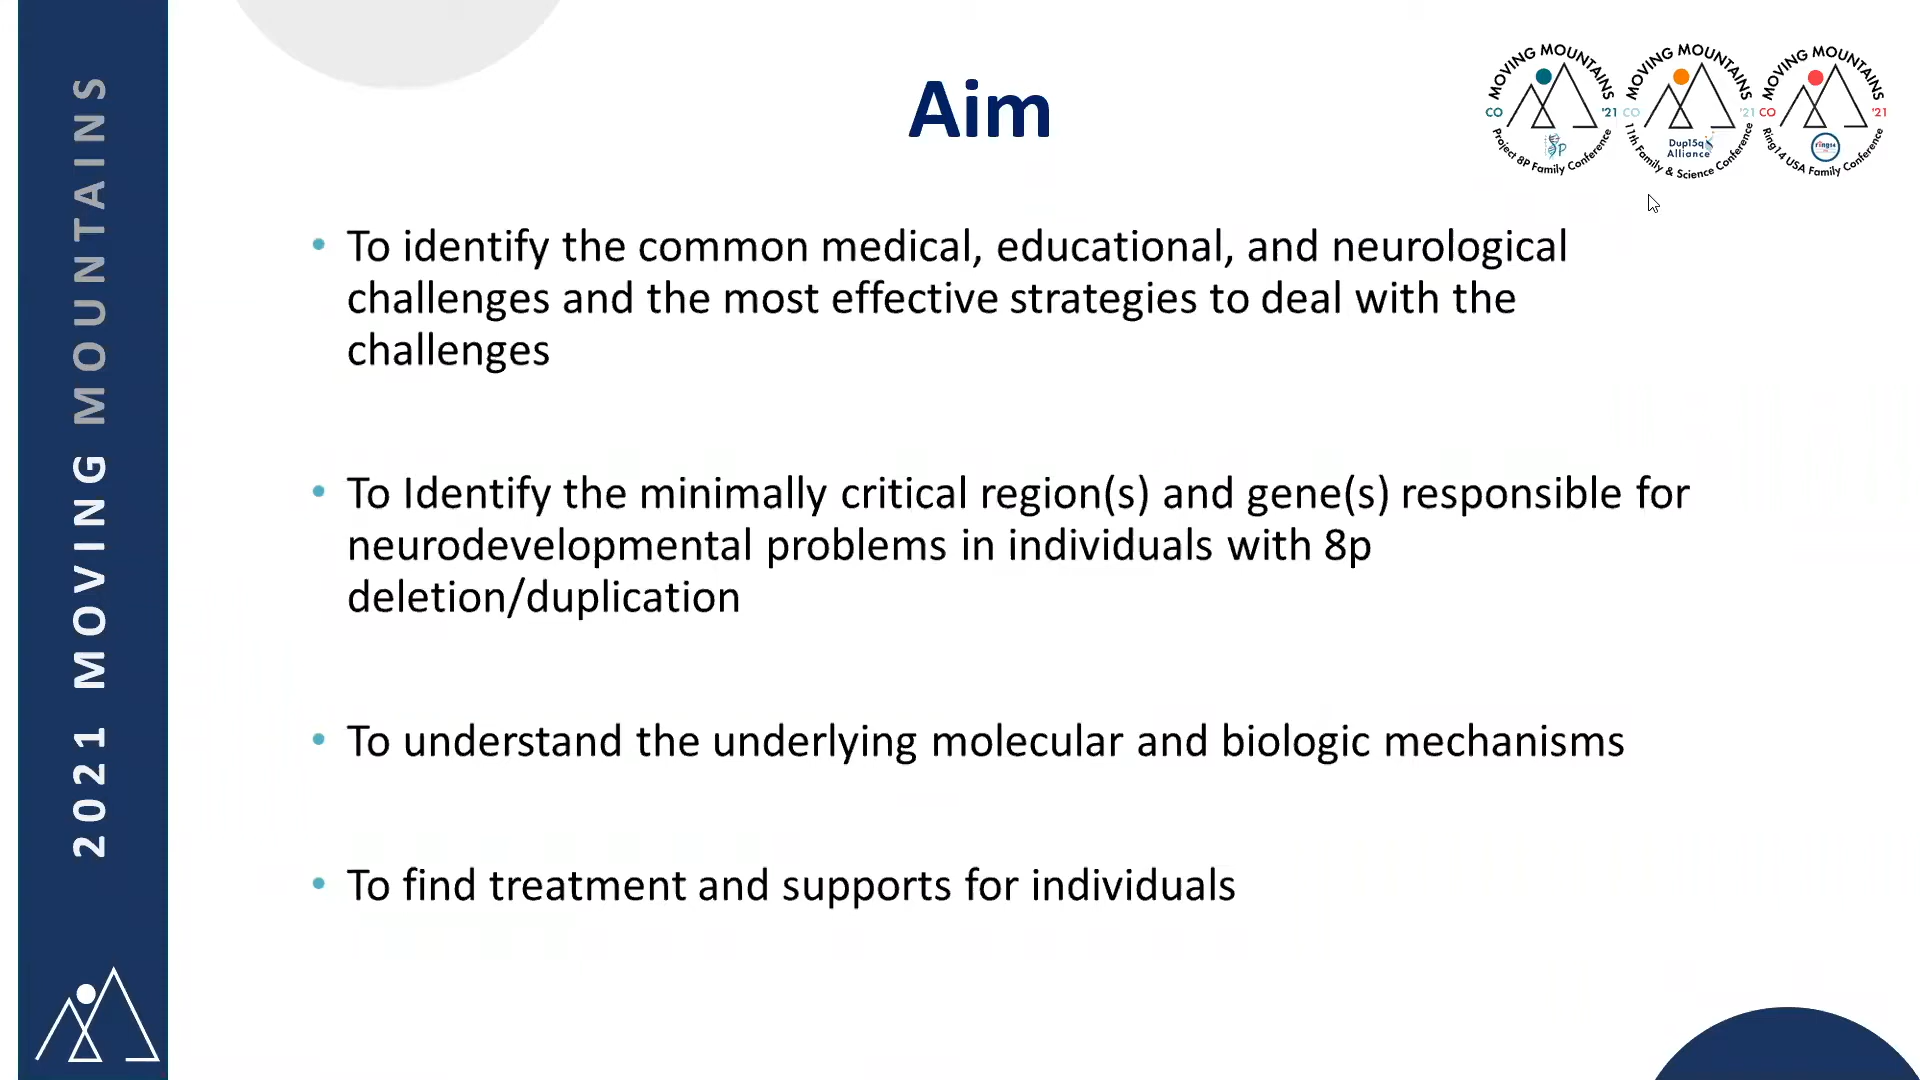 2021 MOVING MOUNTAINS
Aim
MOVING MOUNTAINS
CO '21
Project 8P Family Conference
8P
MOVING MOUNTAINS
CO '21
Dup15q
Alliance
11th Family & Science Conference
MOVING MOUNTAINS
CO '21
ring14
Ring14 USA Family Conference
• To identify the common medical, educational, and neurological
challenges and the most effective strategies to deal with the
challenges
• To Identify the minimally critical region(s) and gene(s) responsible for
neurodevelopmental problems in individuals with 8p
deletion/duplication
• To understand the underlying molecular and biologic mechanisms
• To find treatment and supports for individuals